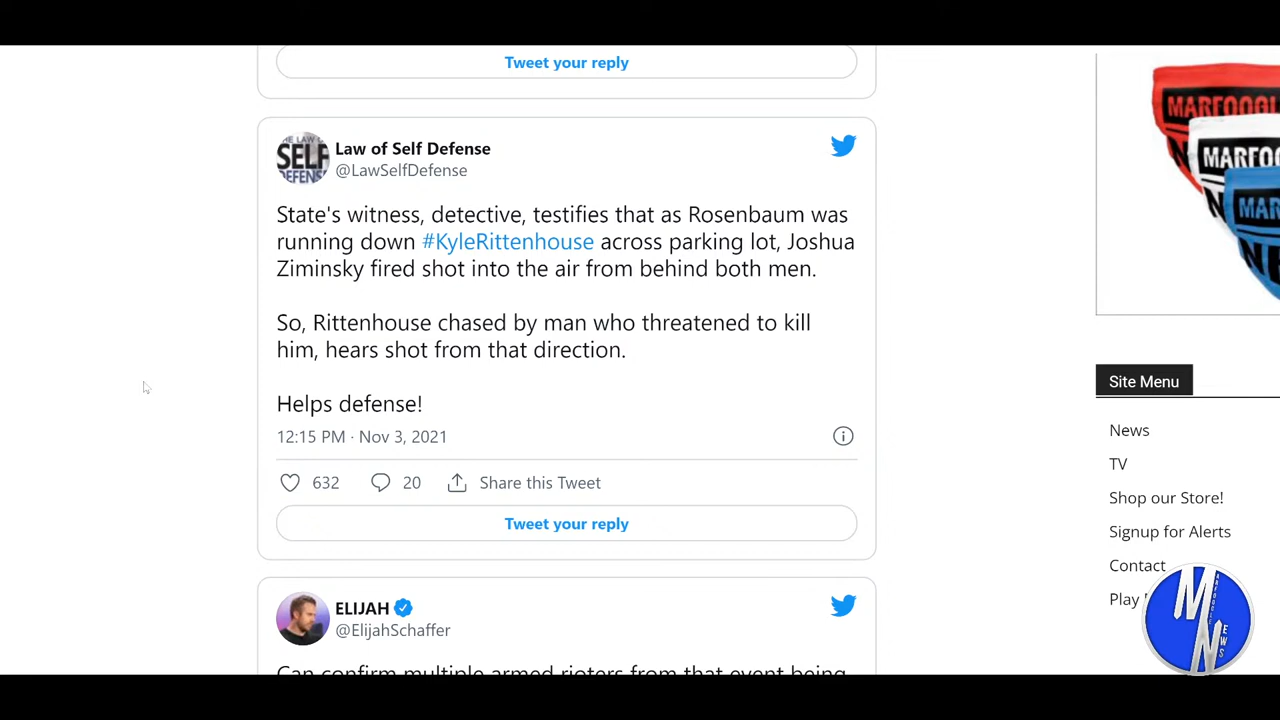 Tweet your reply
Law of Self Defense
@LawSelfDefense
State's witness, detective, testifies that as Rosenbaum was
running down #KyleRittenhouse across parking lot, Joshua
Ziminsky fired shot into the air from behind both men.
So, Rittenhouse chased by man who threatened to kill
him, hears shot from that direction.
Helps defense!
12:15 PM · Nov 3, 2021
632
20
Share this Tweet
Tweet your reply
ELIJAH
@ElijahSchaffer
Can confirm multiple armed rioters from that event being
SELF
DEFENSE
MARFOOGL
MARFOO
MAR
Site Menu
News
TV
Shop our Store!
Signup for Alerts
Contact
Play
MN